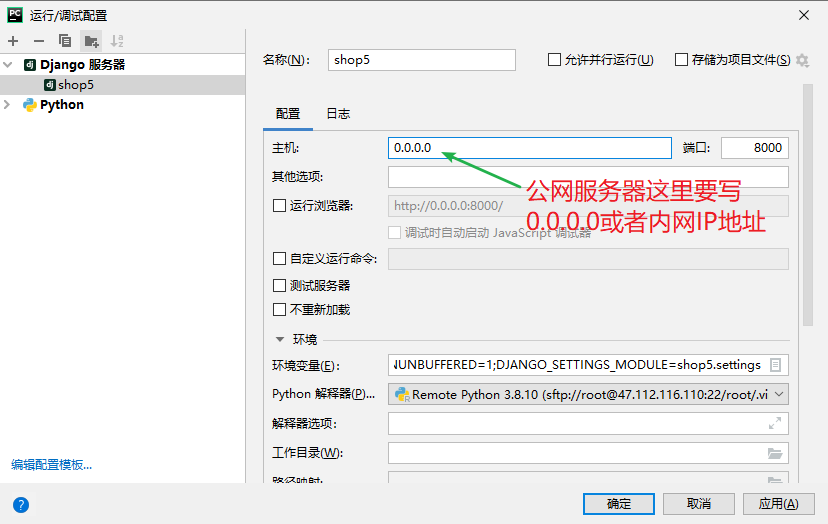 PC 运行/调试配置
Django 服务器
shop5
Python
编辑配置模板...
名称(N): shop5 允许并行运行(U) 存储为项目文件(S)
配置 日志
主机: 0.0.0.0 端口: 8000
其他选项:
公网服务器这里要写
0.0.0.0或者内网IP地址
运行浏览器: http://0.0.0.0:8000/
调试时自动启动 JavaScript 调试器
自定义运行命令:
测试服务器
不重新加载
环境
环境变量(E): UNBUFFERED=1;DJANGO_SETTINGS_MODULE=shop5.settings
Python 解释器(P)... Remote Python 3.8.10 (sftp://root@47.112.116.110:22/root/.vi
解释器选项:
工作目录(W):
路径映射:
确定 取消 应用(A)